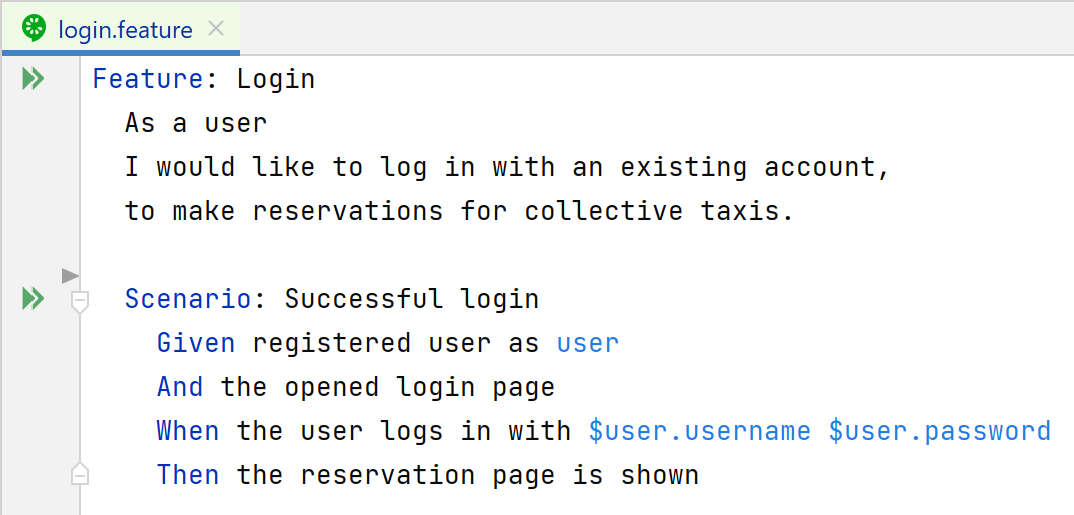 login.feature
Feature: Login
As a user
I would like to log in with an existing account,
to make reservations for collective taxis.
Scenario: Successful login
Given registered user as user
And the opened login page
When the user logs in with $user.username $user.password
Then the reservation page is shown